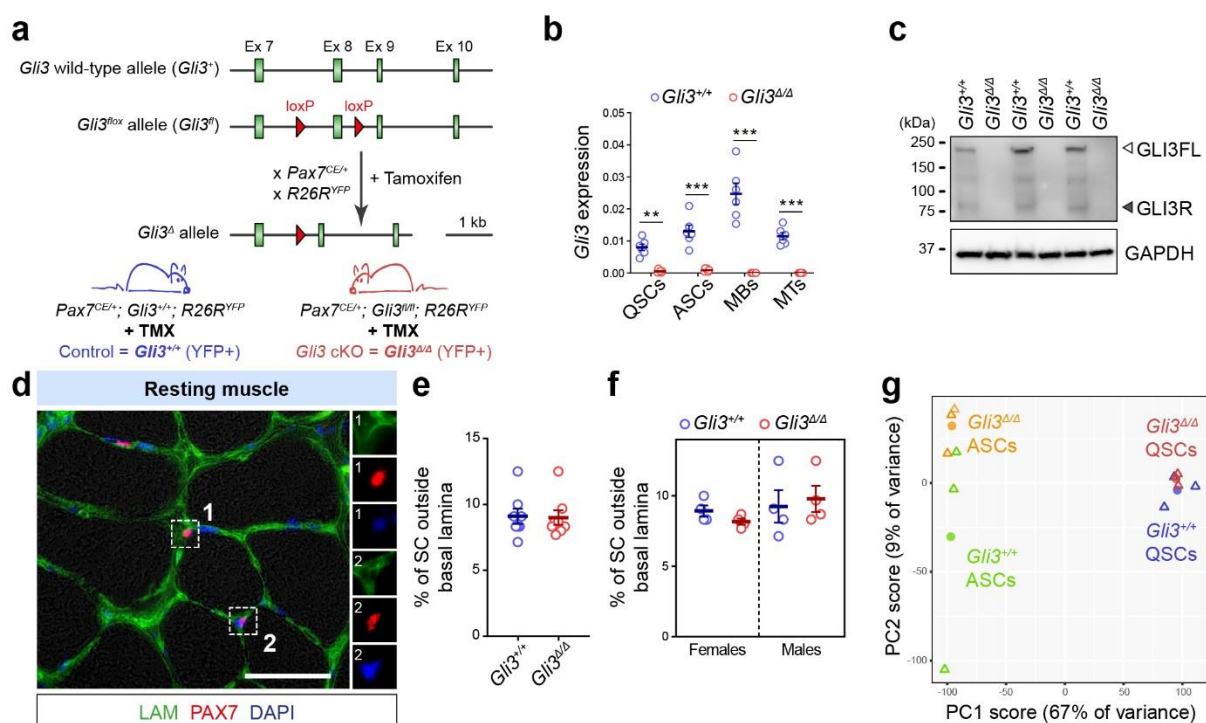 a
Ex 7 Ex 8 Ex 9 Ex 10
Gli3 wild-type allele (Gli3+)
loxP loxP
Gli3flox allele (Gli3fl)
x Pax7CE/+
x R26RYFP
+ Tamoxifen
Gli3Δ allele
1 kb
Pax7CE/+; Gli3+/+; R26RYFP
+ TMX
Control = Gli3+/+ (YFP+)
Pax7CE/+; Gli3fl/fl; R26RYFP
+ TMX
Gli3 cKO = Gli3Δ/Δ (YFP+)
b
Gli3+/+ Gli3Δ/Δ
Gli3 expression
0.05
0.04
0.03
0.02
0.01
0.00
** *** *** ***
QSCs ASCs MBs MTs
c
Gli3+/+ Gli3Δ/Δ Gli3+/+ Gli3Δ/Δ Gli3+/+ Gli3Δ/Δ
(kDa)
250
150
100
75
37
GLI3FL
GLI3R
GAPDH
d
Resting muscle
1
2
1
1
1
2
2
2
LAM PAX7 DAPI
e
% of SC outside
basal lamina
15
10
5
0
Gli3+/+ Gli3Δ/Δ
f
Gli3+/+ Gli3Δ/Δ
% of SC outside
basal lamina
15
10
5
0
Females Males
g
PC2 score (9% of variance)
0
-50
-100
Gli3Δ/Δ
ASCs
Gli3+/+
ASCs
Gli3Δ/Δ
QSCs
Gli3+/+
QSCs
-100 -50 0 50 100
PC1 score (67% of variance)